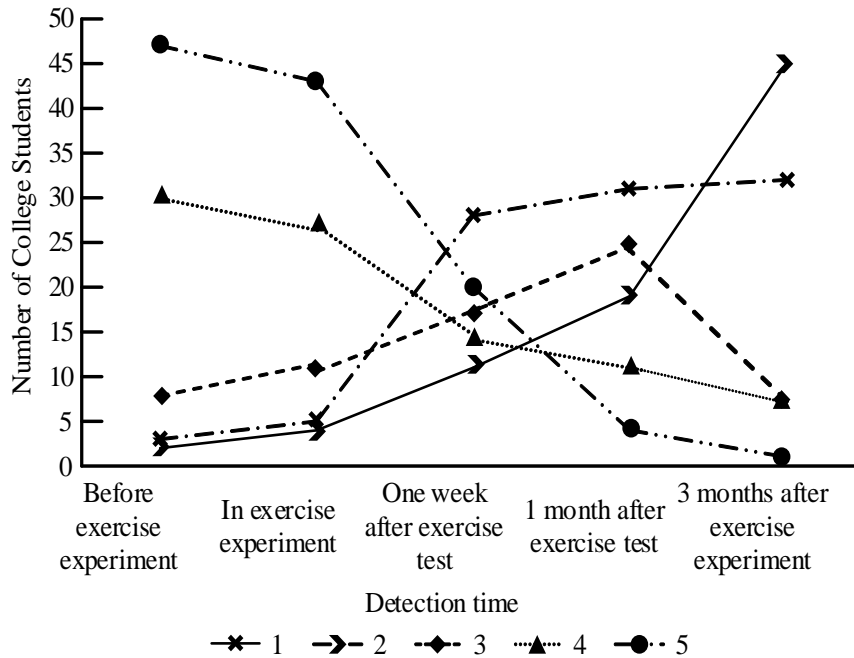 Number of College Students
50
45
40
35
30
25
20
15
10
5
0
Before
exercise
experiment
In exercise
experiment
One week
after exercise
test
1 month after
exercise test
3 months after
exercise
experiment
Detection time
1 2 3 4 5